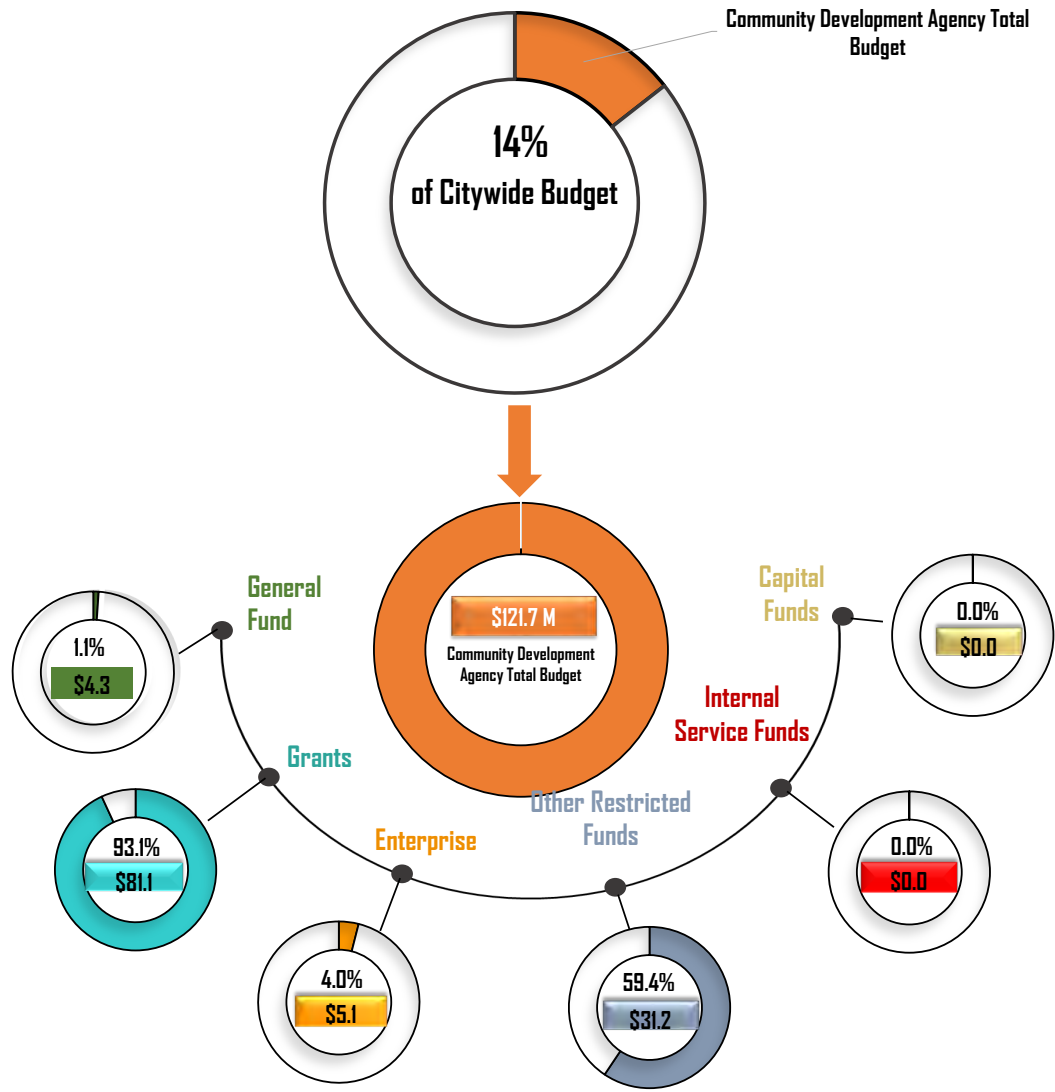 Community Development Agency Total
Budget
14%
of Citywide Budget
$121.7 M
Community Development
Agency Total Budget
General
Fund
1.1%
$4.3
Grants
93.1%
$81.1
Enterprise
4.0%
$5.1
Other Restricted
Funds
59.4%
$31.2
Internal
Service Funds
0.0%
$0.0
Capital
Funds
0.0%
$0.0